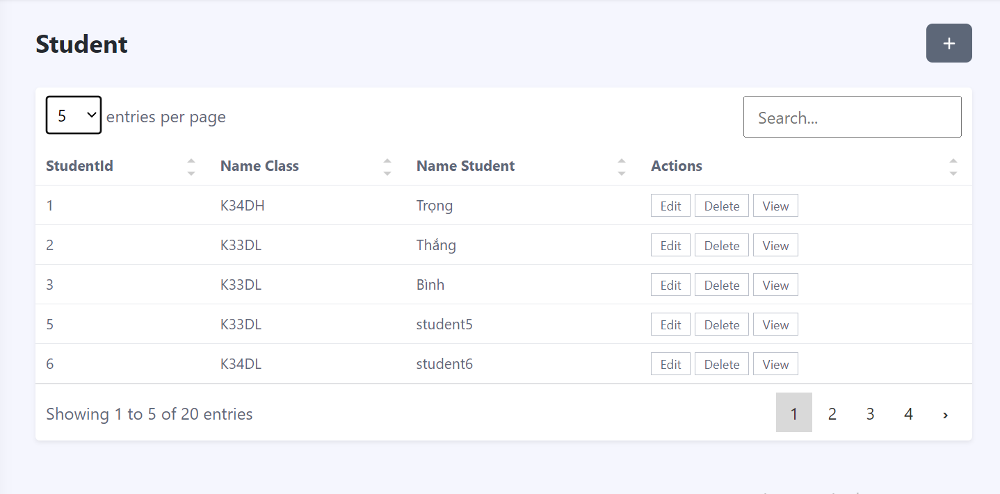 Student
+
5 entries per page
Search...
StudentId Name Class Name Student Actions
1 K34DH Trọng Edit Delete View
2 K33DL Thắng Edit Delete View
3 K33DL Bình Edit Delete View
5 K33DL student5 Edit Delete View
6 K34DL student6 Edit Delete View
Showing 1 to 5 of 20 entries
1 2 3 4 ›